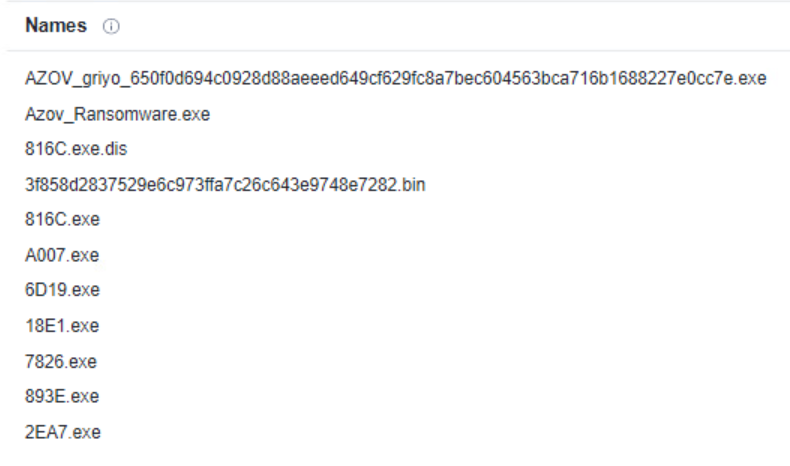 Names
AZOV_griyo_650f0d694c0928d88aeeed649cf629fc8a7bec604563bca716b1688227e0cc7e.exe
Azov_Ransomware.exe
816C.exe.dis
3f858d2837529e6c973ffa7c26c643e9748e7282.bin
816C.exe
A007.exe
6D19.exe
18E1.exe
7826.exe
893E.exe
2EA7.exe